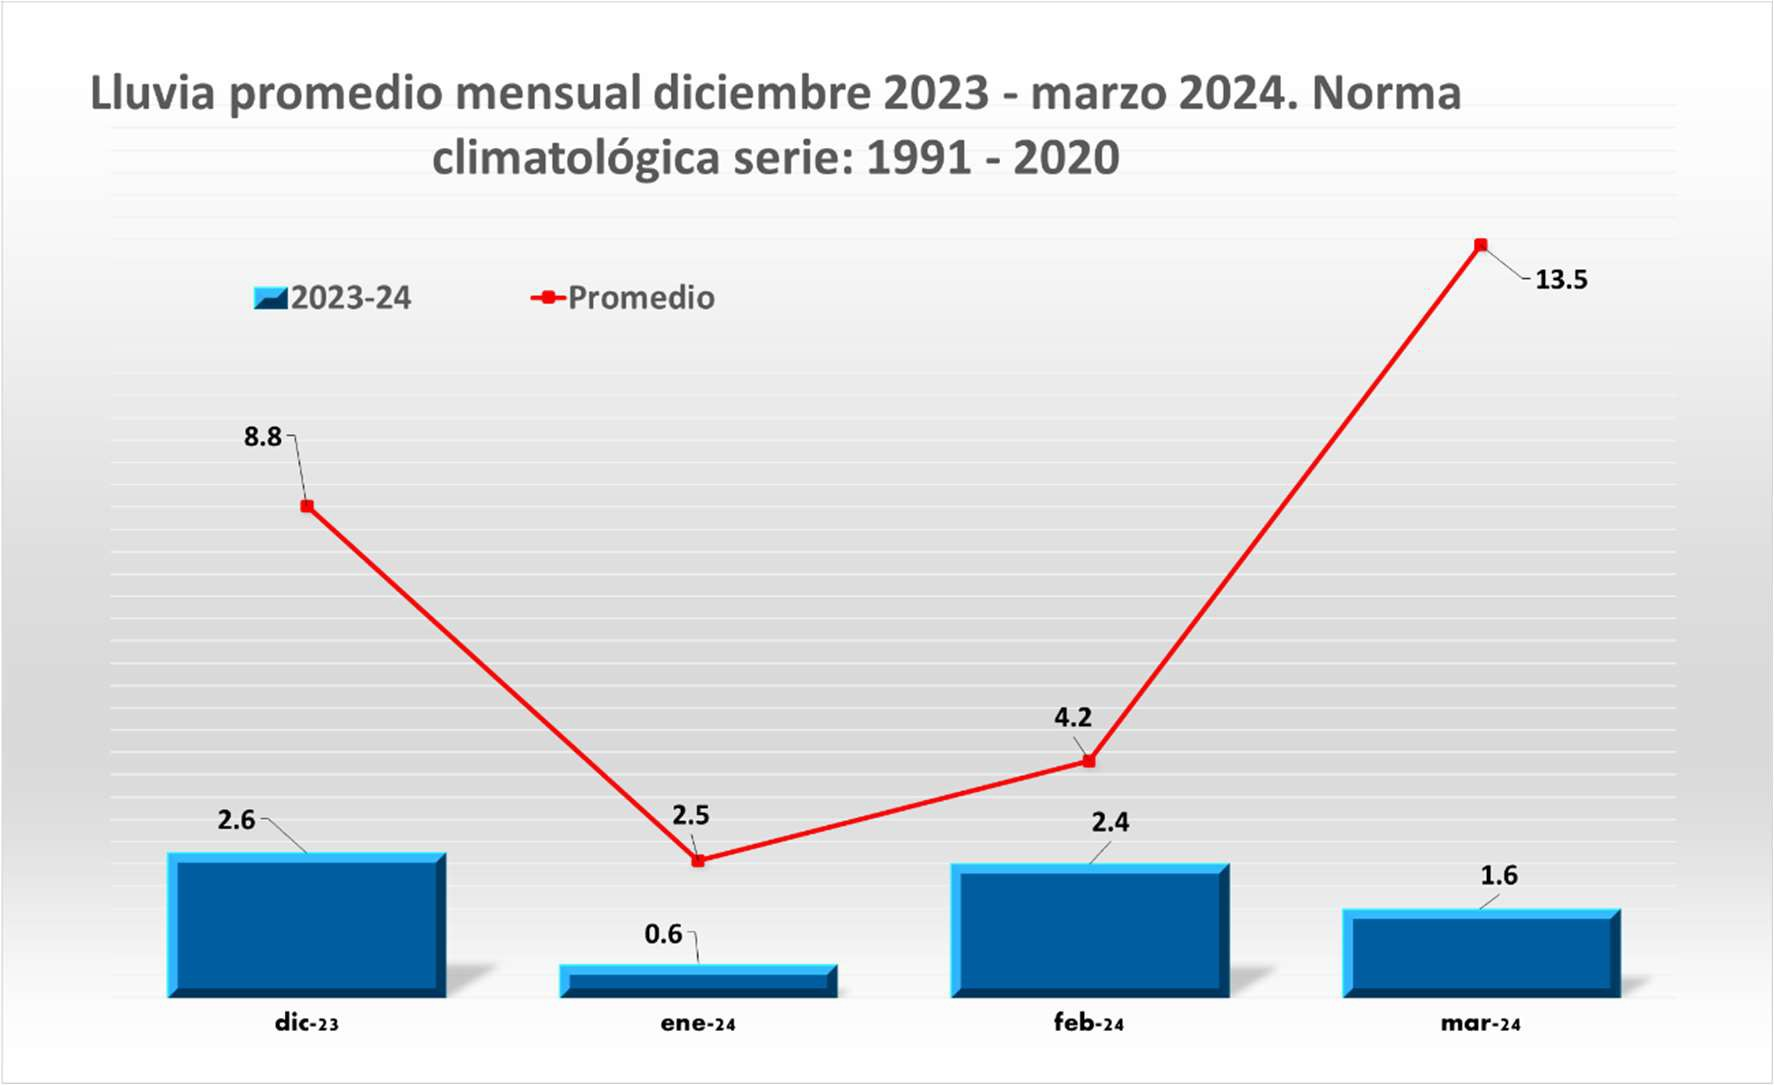 Lluvia promedio mensual diciembre 2023 - marzo 2024. Norma
climatológica serie: 1991 - 2020
2023-24
Promedio
13.5
8.8
4.2
2.5
2.6
2.4
1.6
0.6
dic-23
ene-24
feb-24
mar-24